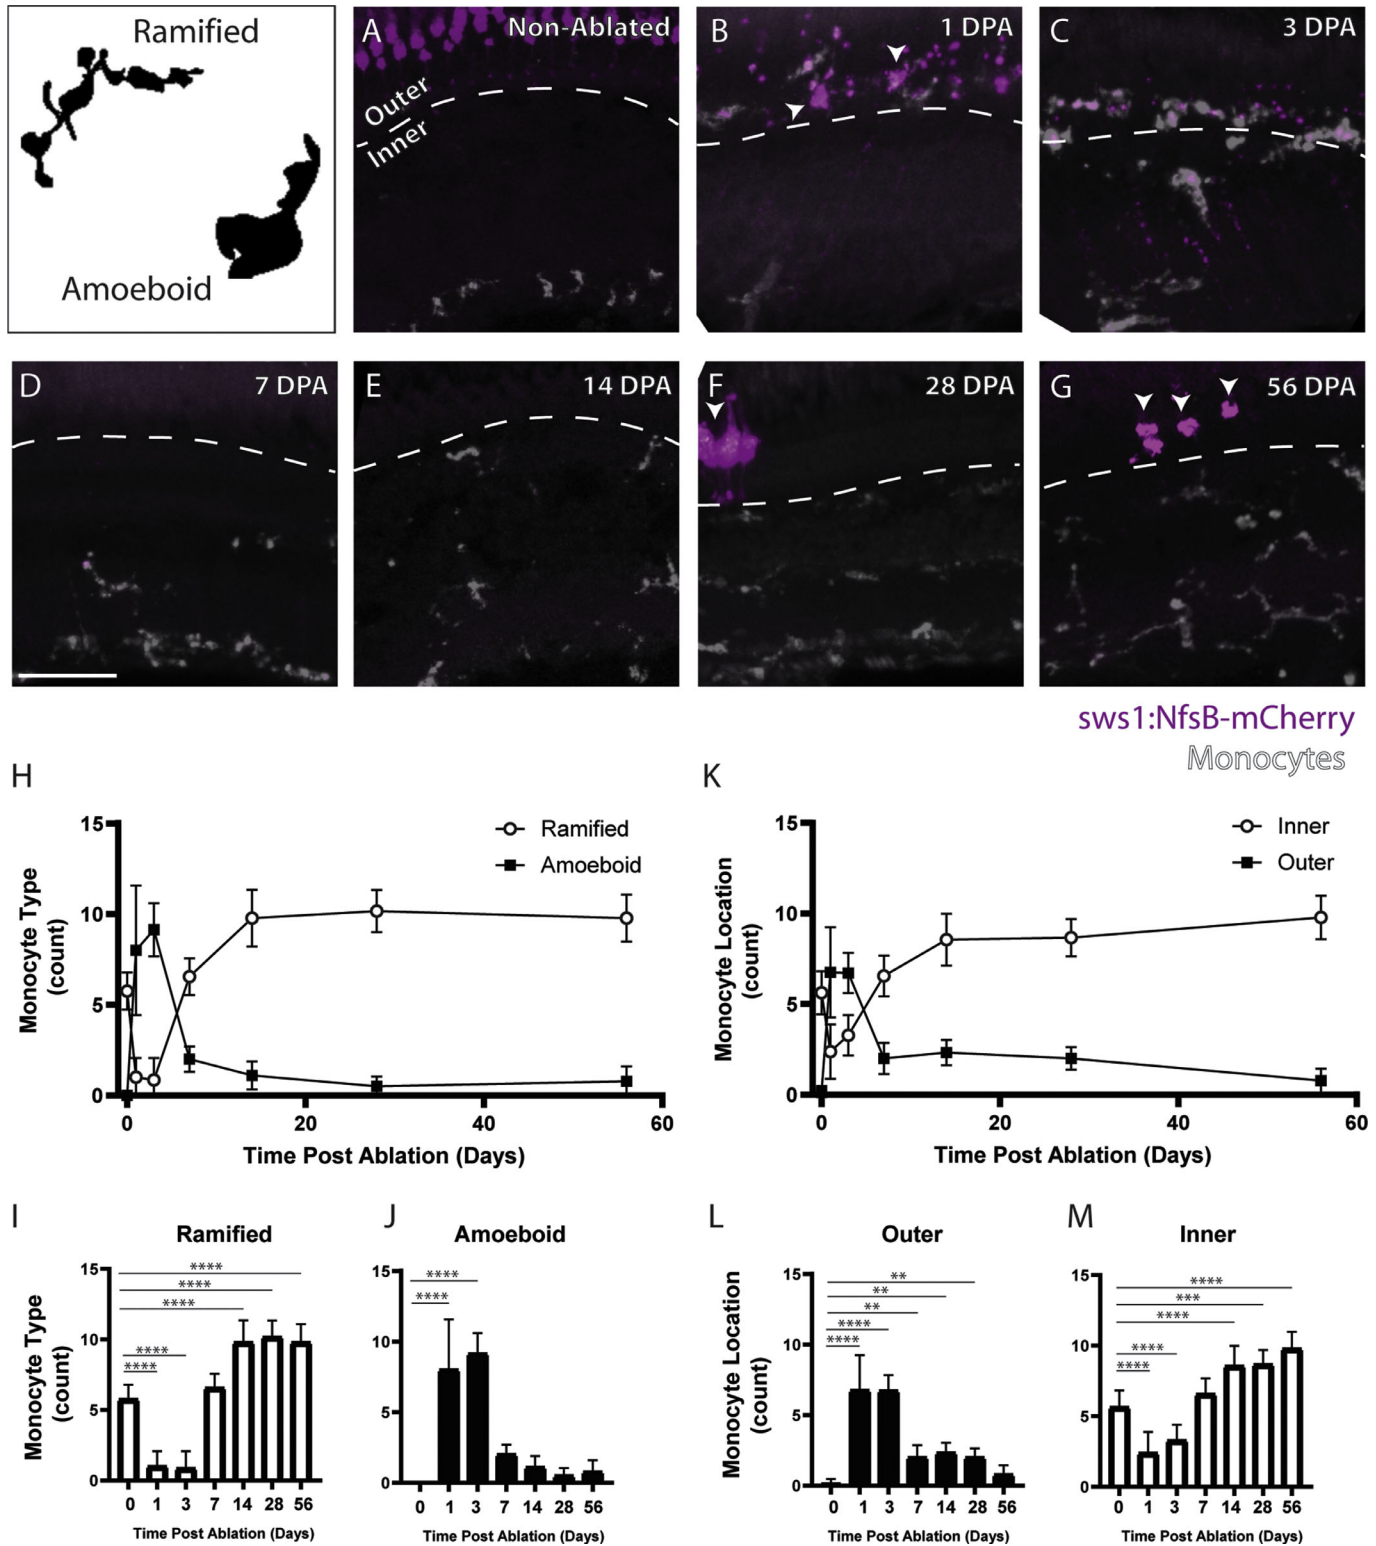 Ramified
Amoeboid
A
Non-Ablated
Outer
Inner
B
1 DPA
C
3 DPA
D
7 DPA
E
14 DPA
F
28 DPA
G
56 DPA
sws1:NfsB-mCherry
Monocytes
H
Ramified
Amoeboid
Monocyte Type
(count)
15
10
5
0
0
20
40
60
Time Post Ablation (Days)
K
Inner
Outer
Monocyte Location
(count)
15
10
5
0
0
20
40
60
Time Post Ablation (Days)
I
Ramified
Monocyte Type
(count)
15
10
5
0
****
****
****
****
****
0 1 3 7 14 28 56
Time Post Ablation (Days)
J
Amoeboid
15
10
5
0
****
****
0 1 3 7 14 28 56
Time Post Ablation (Days)
L
Outer
Monocyte Location
(count)
15
10
5
0
**
**
**
****
****
0 1 3 7 14 28 56
Time Post Ablation (Days)
M
Inner
15
10
5
0
****
***
****
****
****
0 1 3 7 14 28 56
Time Post Ablation (Days)